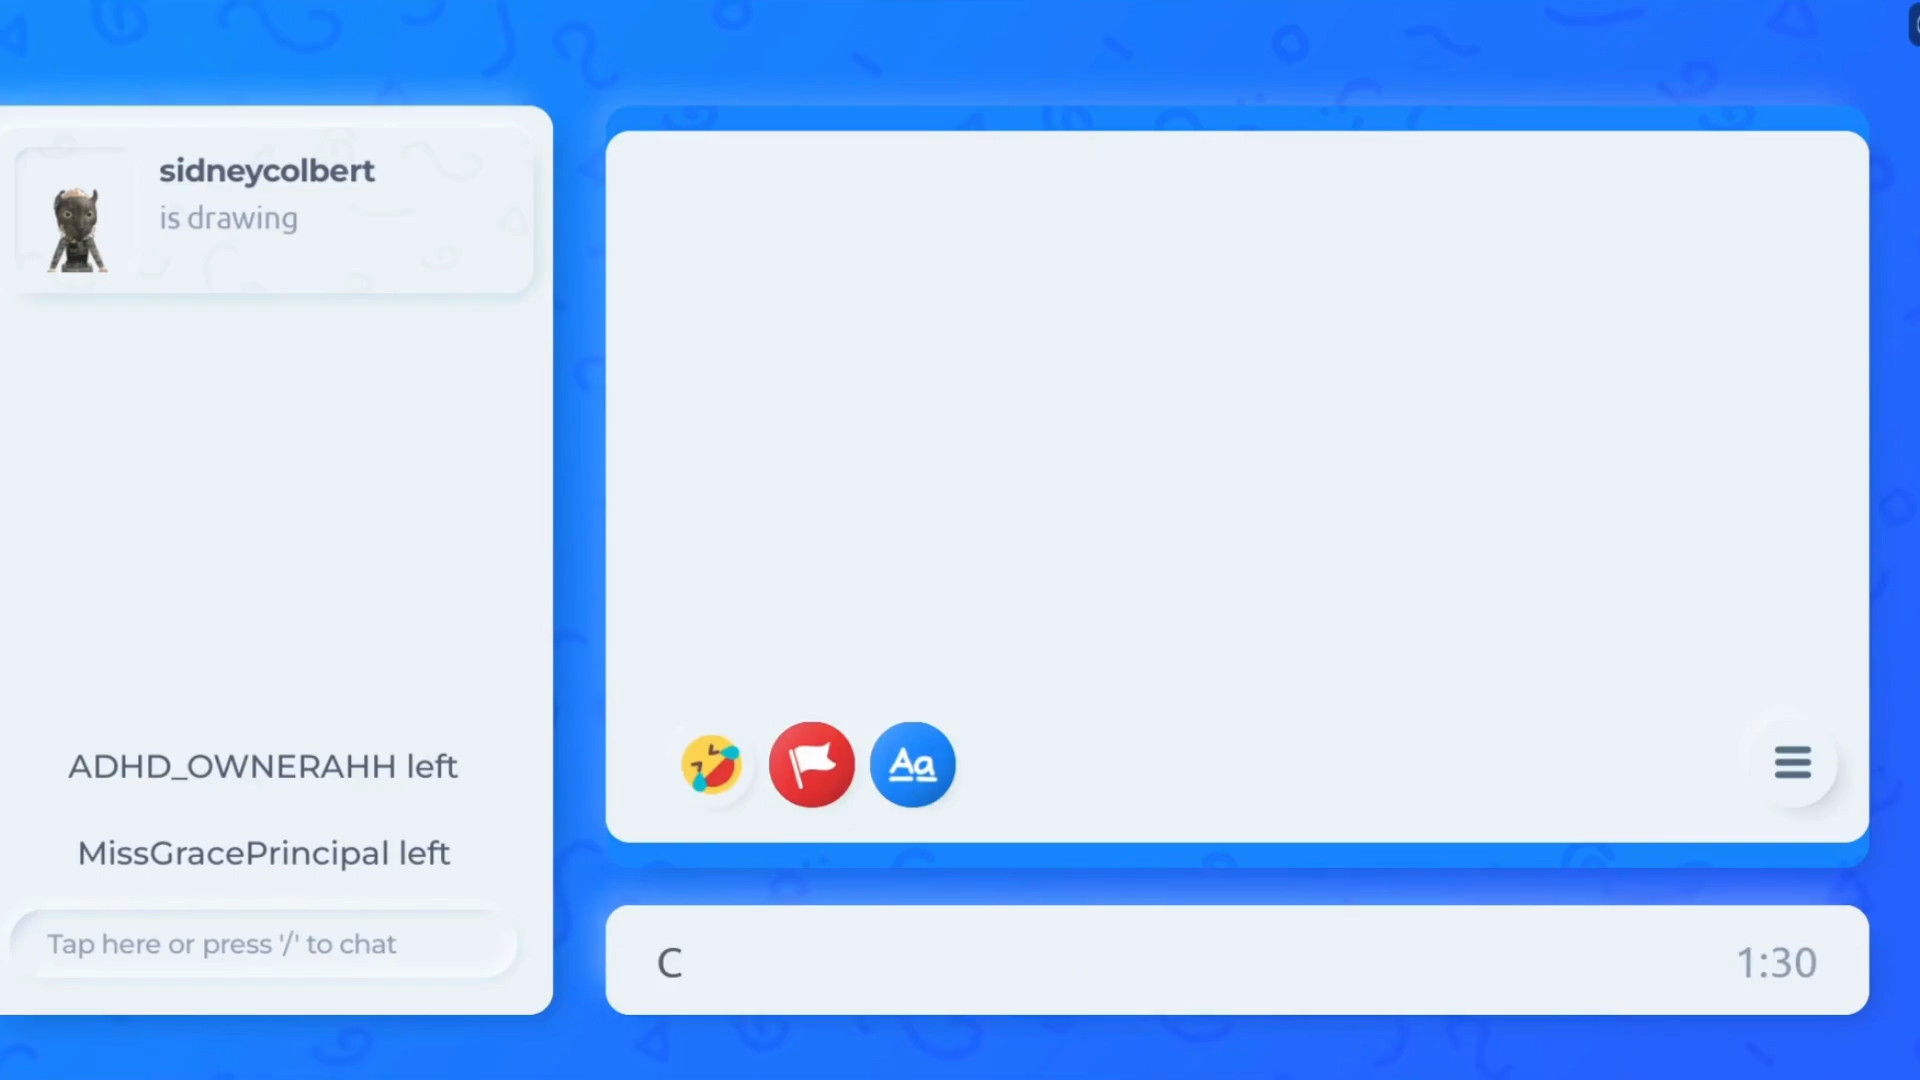 sidneycolbert
is drawing
ADHD_OWNERAHH left
MissGracePrincipal left
Tap here or press '/' to chat
Aa
C
1:30